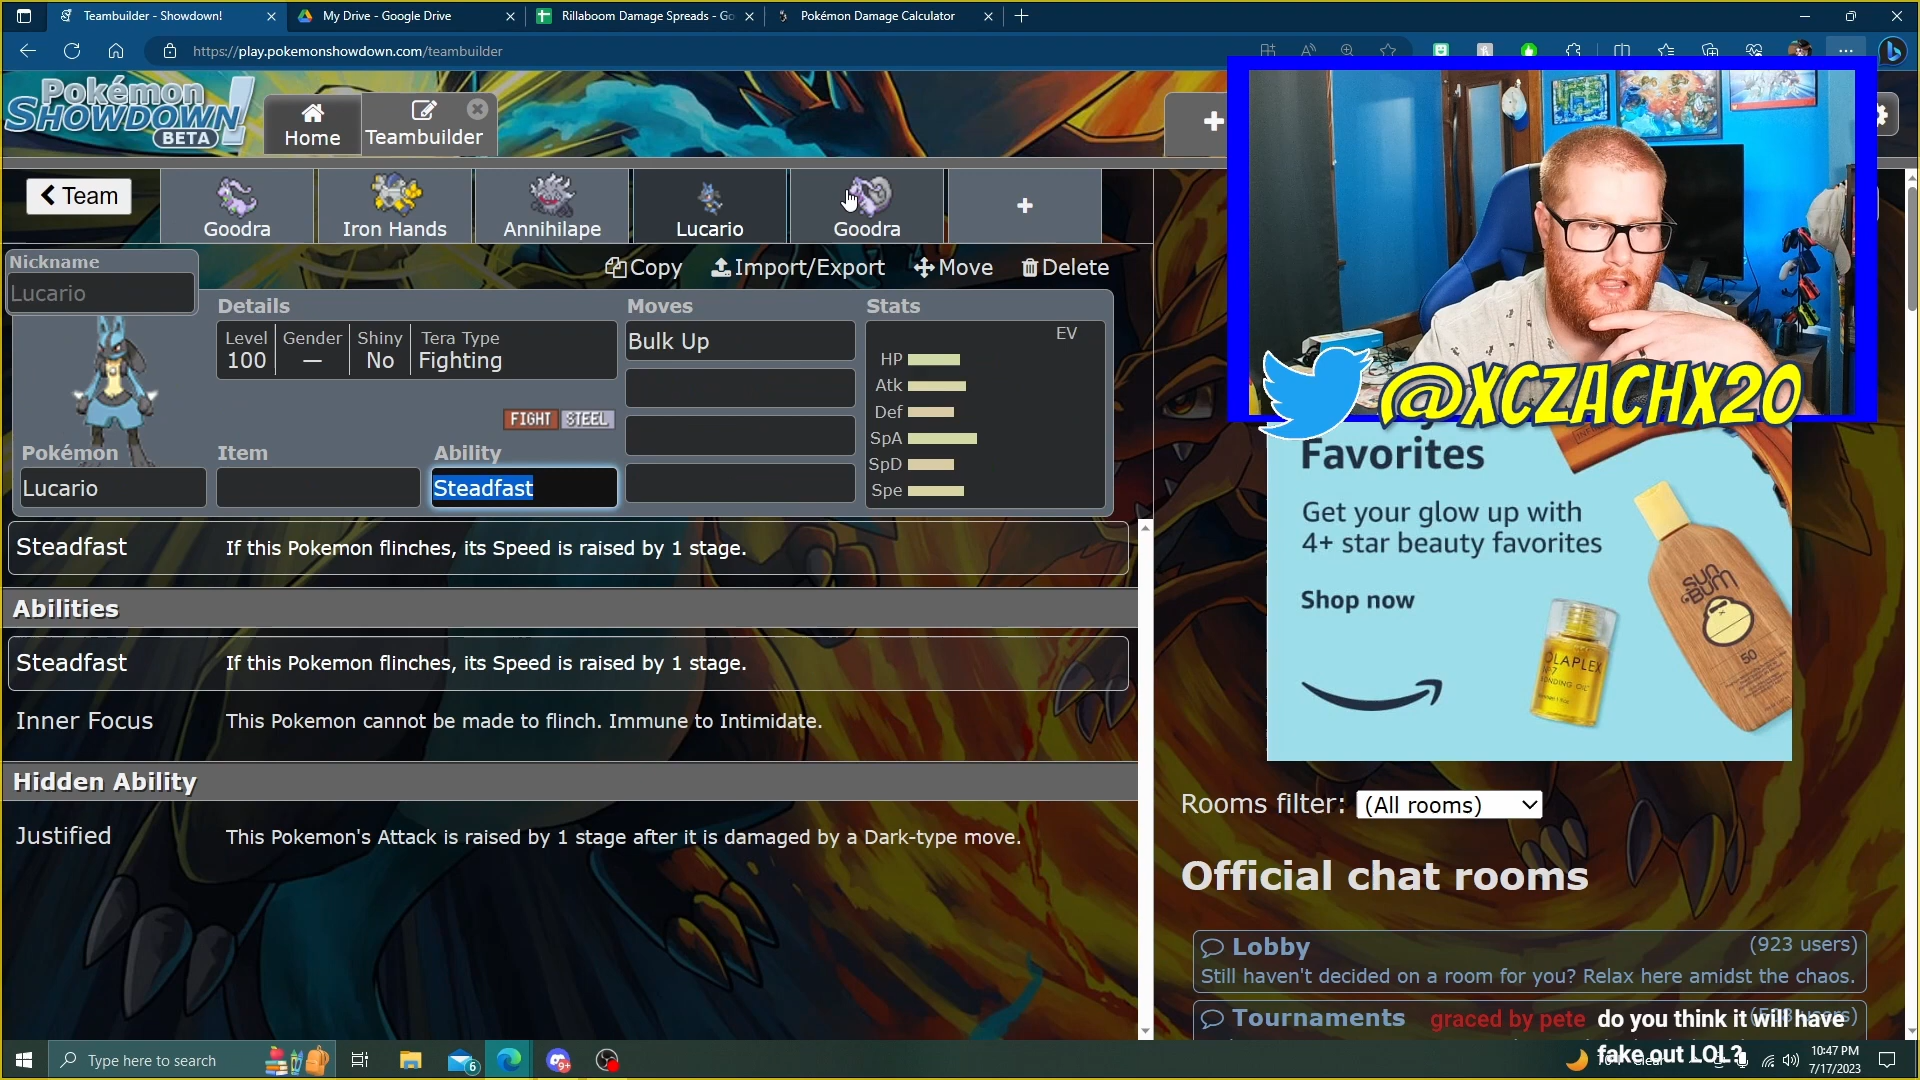 Teambuilder - Showdown!
My Drive - Google Drive
Rillaboom Damage Spreads - Go
Pokémon Damage Calculator
https://play.pokemonshowdown.com/teambuilder
Pokémon
SHOWDOWN!
BETA
Home
Teambuilder
Team
Goodra
Iron Hands
Annihilape
Lucario
Goodra
Nickname
Lucario
Copy
Import/Export
Move
Delete
Details
Moves
Stats
Level
Gender
Shiny
Tera Type
100
—
No
Fighting
Bulk Up
EV
HP
Atk
Def
SpA
SpD
Spe
FIGHT
STEEL
Pokémon
Item
Ability
Lucario
Steadfast
Steadfast
If this Pokemon flinches, its Speed is raised by 1 stage.
Abilities
Steadfast
If this Pokemon flinches, its Speed is raised by 1 stage.
Inner Focus
This Pokemon cannot be made to flinch. Immune to Intimidate.
Hidden Ability
Justified
This Pokemon's Attack is raised by 1 stage after it is damaged by a Dark-type move.
@XCZACHX20
Favorites
Get your glow up with
4+ star beauty favorites
Shop now
SUN
BUM
50
OLAPLEX
BONDING OIL
Rooms filter:
(All rooms)
Official chat rooms
Lobby
(923 users)
Still haven't decided on a room for you? Relax here amidst the chaos.
Tournaments
graced by pete do you think it will have
fake out LOL?
Type here to search
6
9+
10:47 PM
7/17/2023